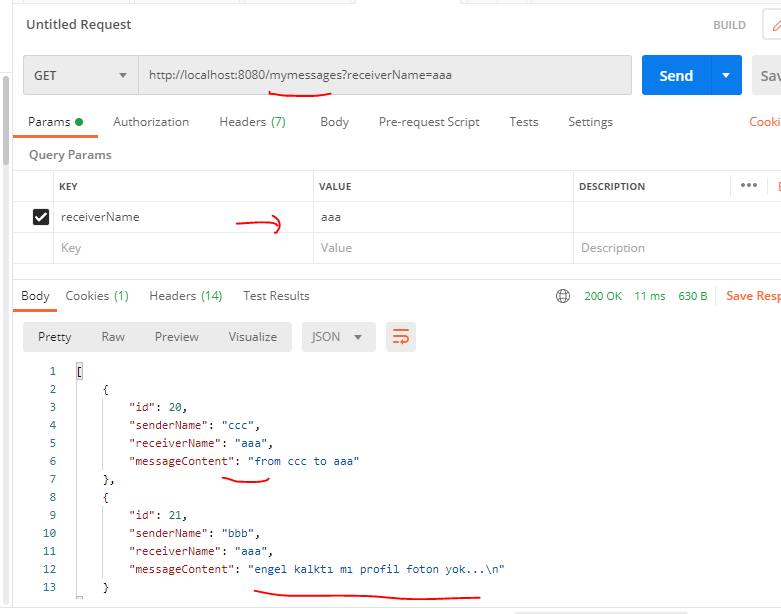 Untitled Request BUILD
GET http://localhost:8080/mymessages?receiverName=aaa Send Sav
Params Authorization Headers (7) Body Pre-request Script Tests Settings Cooki
Query Params
KEY VALUE DESCRIPTION •••
receiverName aaa
Key Value Description
Body Cookies (1) Headers (14) Test Results 200 OK 11 ms 630 B Save Resp
Pretty Raw Preview Visualize JSON
1 [
2 {
3 "id": 20,
4 "senderName": "ccc",
5 "receiverName": "aaa",
6 "messageContent": "from ccc to aaa"
7 },
8 {
9 "id": 21,
10 "senderName": "bbb",
11 "receiverName": "aaa",
12 "messageContent": "engel kalktı mı profil foton yok...\n"
13 }